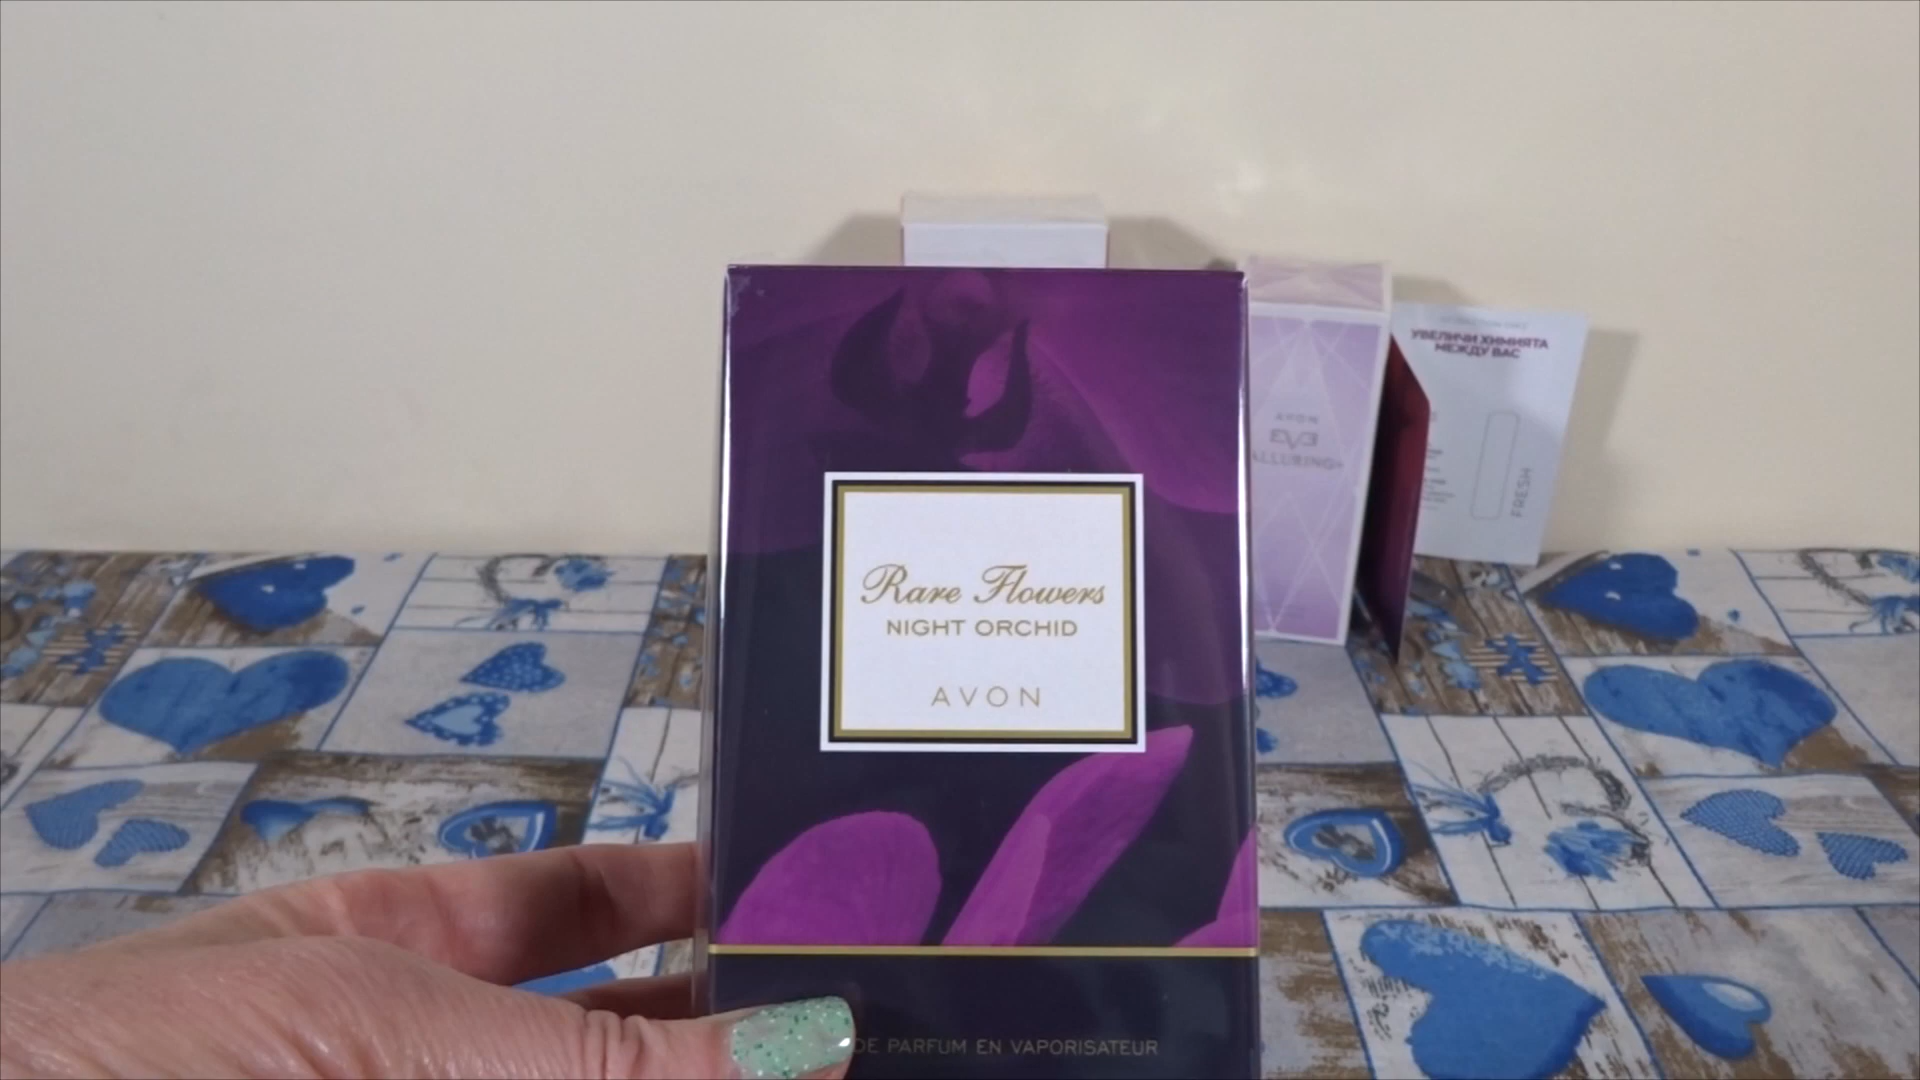 Rare Flowers
NIGHT ORCHID
AVON
DE PARFUM EN VAPORISATEUR
AVON
EVE
ALLURING
УВЕЛИЧИ ХИМИЯТА
МЕЖДУ ВАС
FRESH